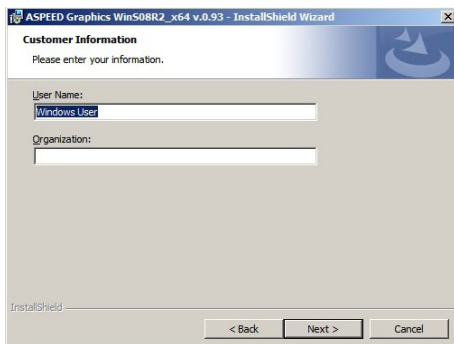 ASPEED Graphics WinS08R2_x64 v.0.93 - InstallShield Wizard
Customer Information
Please enter your information.
User Name:
Windows User
Organization:
InstallShield
< Back Next > Cancel